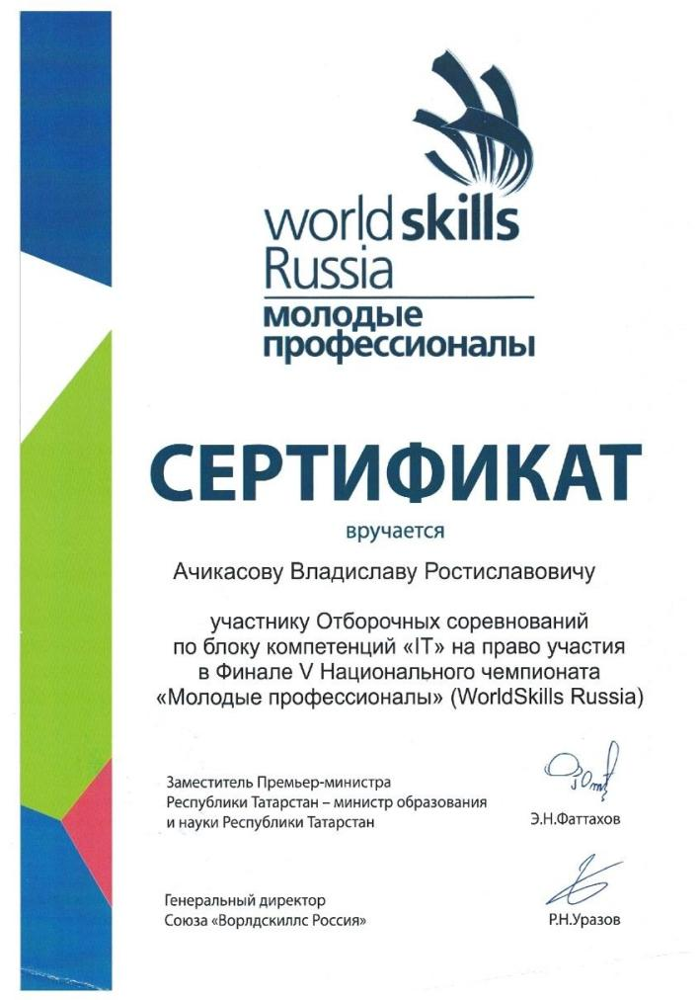 world skills
Russia
молодые
профессионалы
СЕРТИФИКАТ
вручается
Ачикасову Владиславу Ростиславовичу
участнику Отборочных соревнований
по блоку компетенций «IT» на право участия
в Финале V Национального чемпионата
«Молодые профессионалы» (WorldSkills Russia)
Заместитель Премьер-министра
Республики Татарстан – министр образования
и науки Республики Татарстан
Э.Н.Фаттахов
Генеральный директор
Союза «Ворлдскиллс Россия»
Р.Н.Уразов